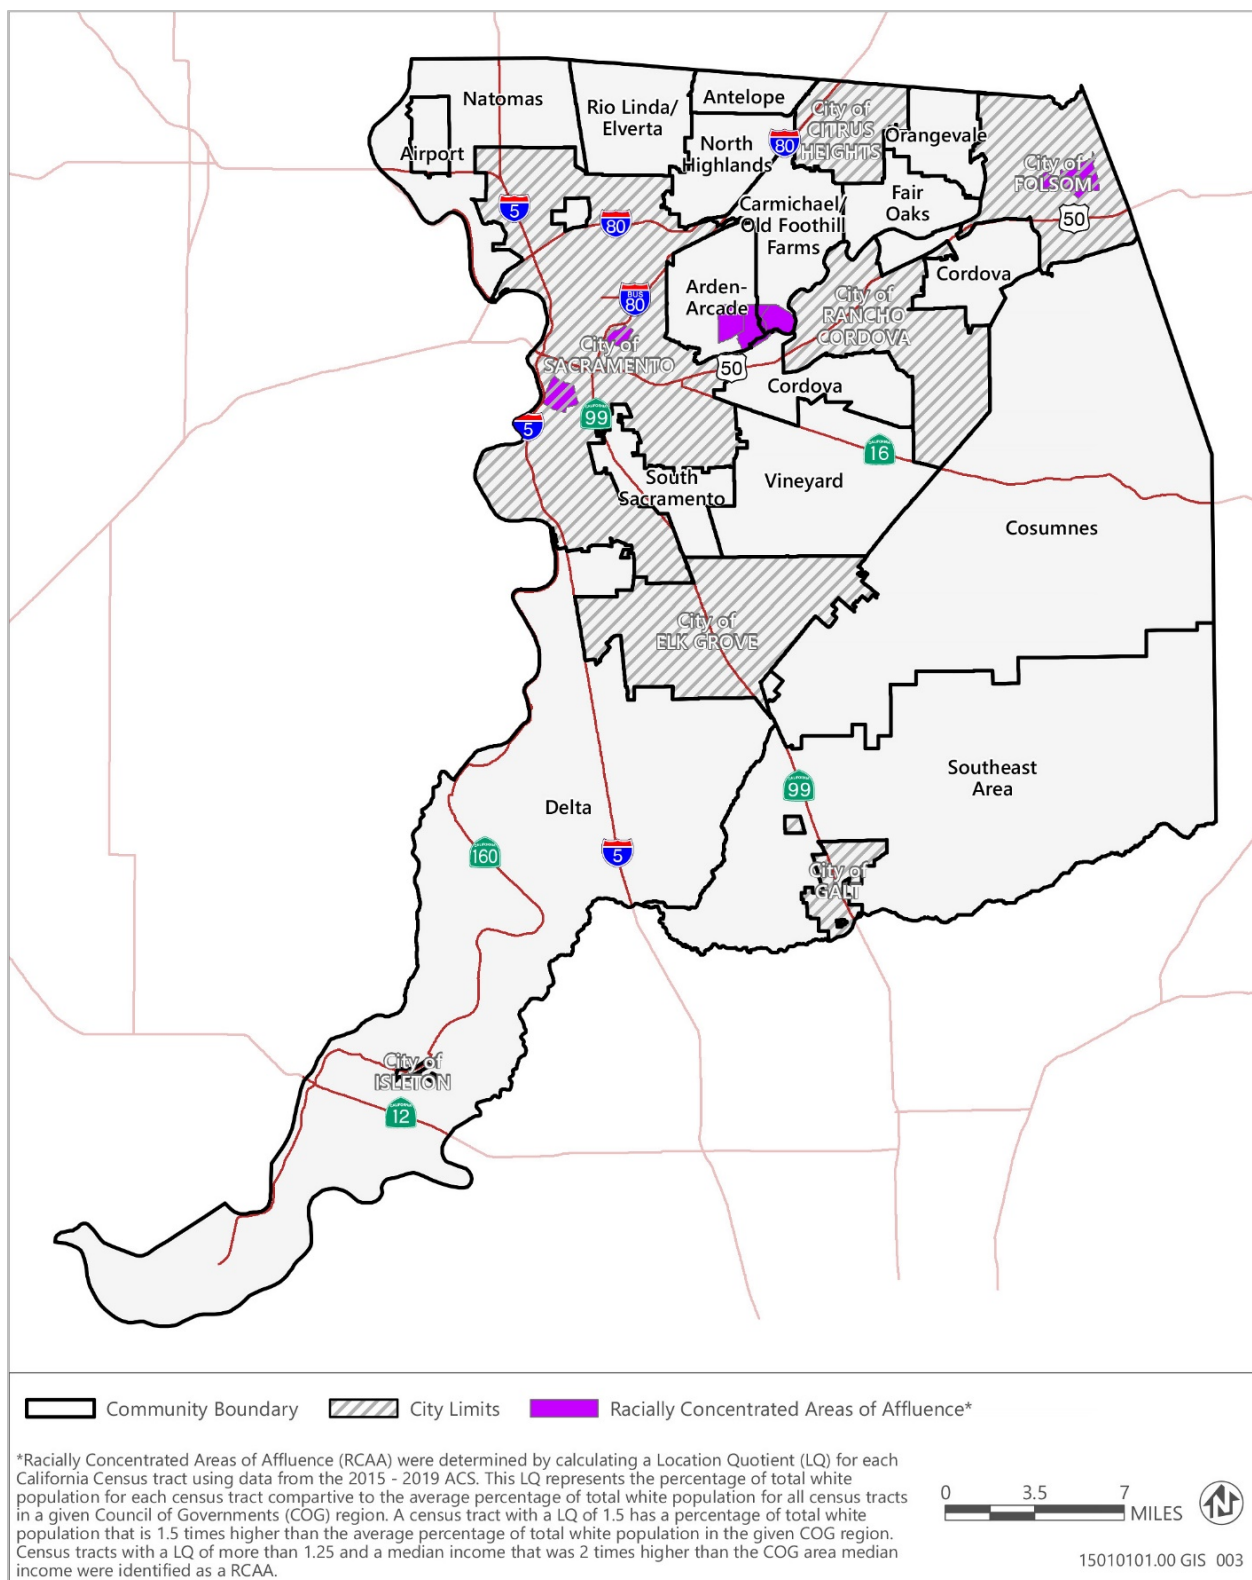 Natomas
Rio Linda/
Elverta
Antelope
City of
CITRUS
HEIGHTS
Orangevale
Airport
North
Highlands
80
City of
FOLSOM
5
80
Carmichael/
Old Foothill
Farms
Fair
Oaks
50
Arden-
Arcade
BUS
80
City of
RANCHO
CORDOVA
Cordova
City of
SACRAMENTO
50
Cordova
5
CALIFORNIA
99
CALIFORNIA
16
South
Sacramento
Vineyard
Cosumnes
City of
ELK GROVE
Southeast
Area
CALIFORNIA
99
Delta
CALIFORNIA
160
5
City of
GALT
City of
ISLETON
CALIFORNIA
12
Community Boundary
City Limits
Racially Concentrated Areas of Affluence*
*Racially Concentrated Areas of Affluence (RCAA) were determined by calculating a Location Quotient (LQ) for each
California Census tract using data from the 2015 - 2019 ACS. This LQ represents the percentage of total white
population for each census tract compartive to the average percentage of total white population for all census tracts
in a given Council of Governments (COG) region. A census tract with a LQ of 1.5 has a percentage of total white
population that is 1.5 times higher than the average percentage of total white population in the given COG region.
Census tracts with a LQ of more than 1.25 and a median income that was 2 times higher than the COG area median
income were identified as a RCAA.
0 3.5 7
MILES
N
15010101.00 GIS 003